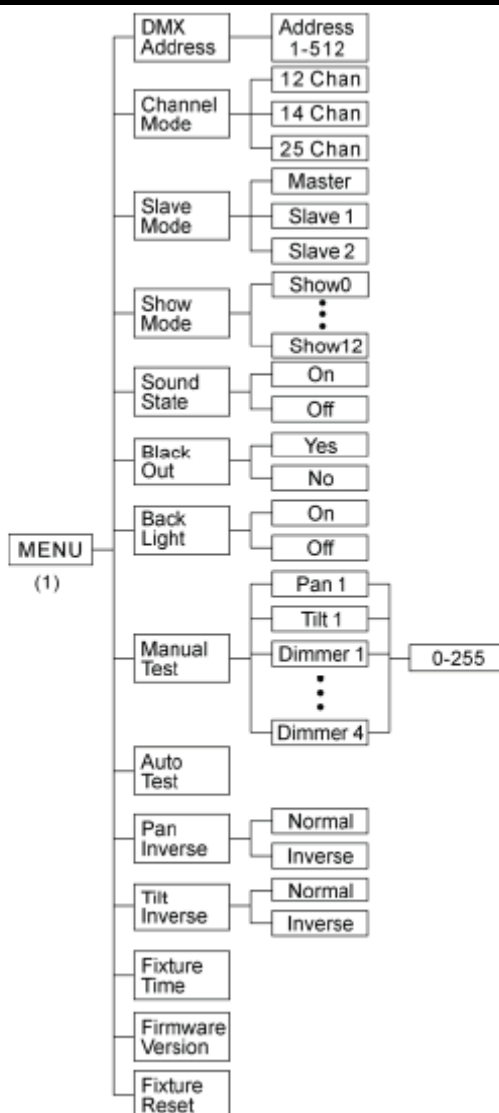 DMX
Address
Address
1-512
Channel
Mode
12 Chan
14 Chan
25 Chan
Slave
Mode
Master
Slave 1
Slave 2
Show
Mode
Show0
Show12
Sound
State
On
Off
Black
Out
Yes
No
Back
Light
On
Off
MENU
(1)
Manual
Test
Pan 1
Tilt 1
Dimmer 1
Dimmer 4
0-255
Auto
Test
Pan
Inverse
Normal
Inverse
Tilt
Inverse
Normal
Inverse
Fixture
Time
Firmware
Version
Fixture
Reset